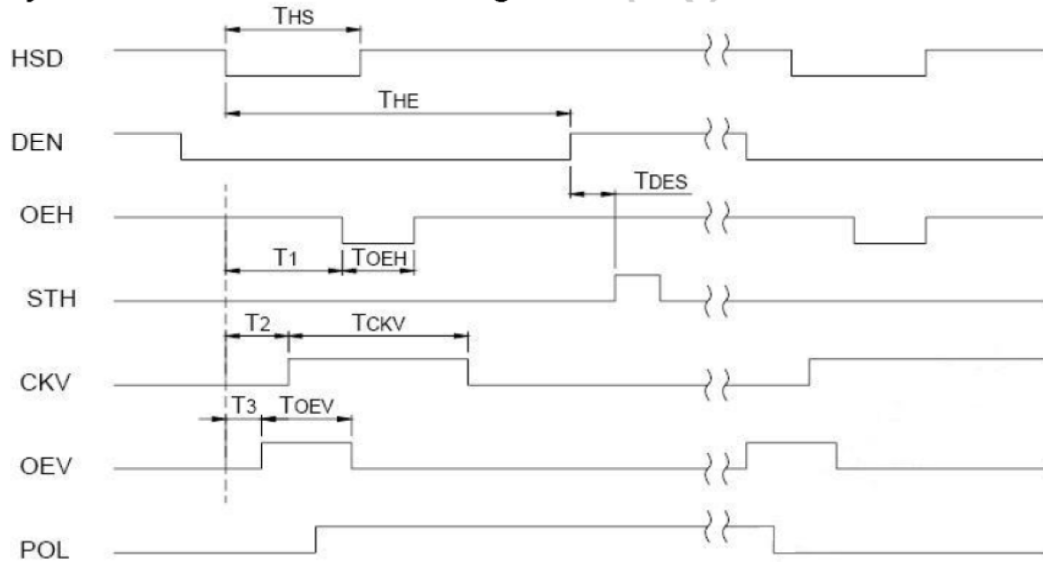 THS
HSD
THE
DEN
TDES
OEH
T1 TOEH
STH
T2 TCKV
CKV
T3 TOEV
OEV
POL